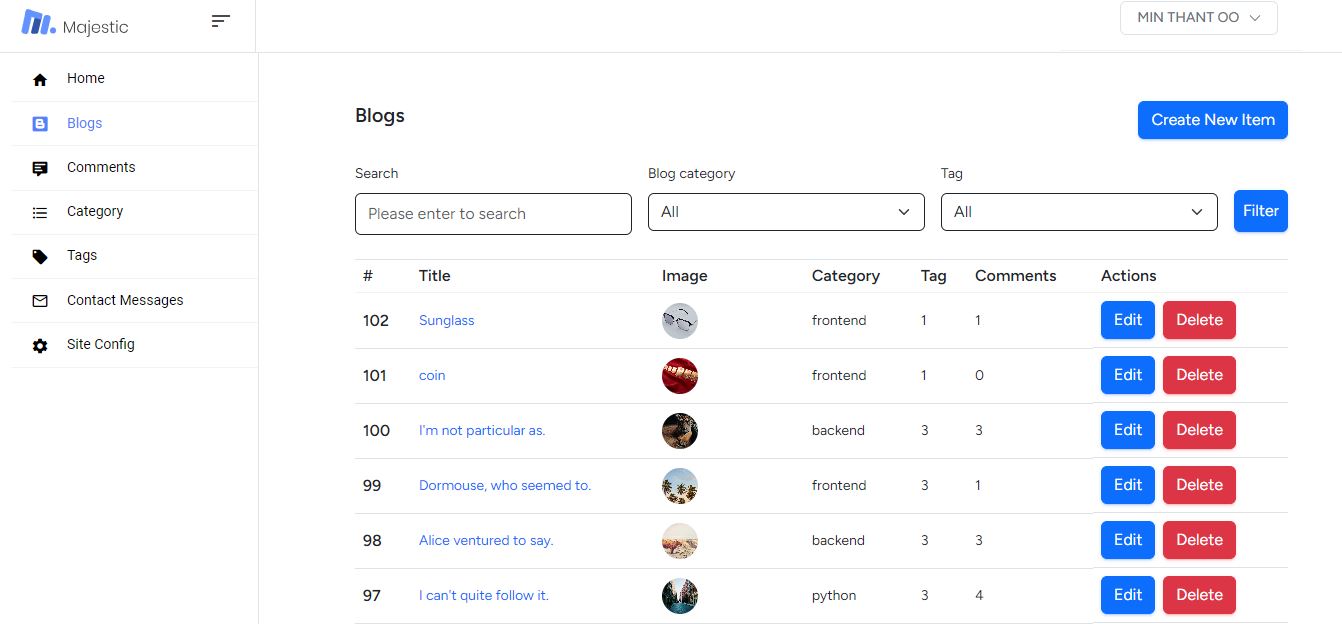 Majestic
MIN THANT OO
Home
Blogs
Comments
Category
Tags
Contact Messages
Site Config
Blogs
Create New Item
Search
Blog category
Tag
Please enter to search
All
All
Filter
# Title Image Category Tag Comments Actions
102 Sunglass frontend 1 1 Edit Delete
101 coin frontend 1 0 Edit Delete
100 I'm not particular as. backend 3 3 Edit Delete
99 Dormouse, who seemed to. frontend 3 1 Edit Delete
98 Alice ventured to say. backend 3 3 Edit Delete
97 I can't quite follow it. python 3 4 Edit Delete